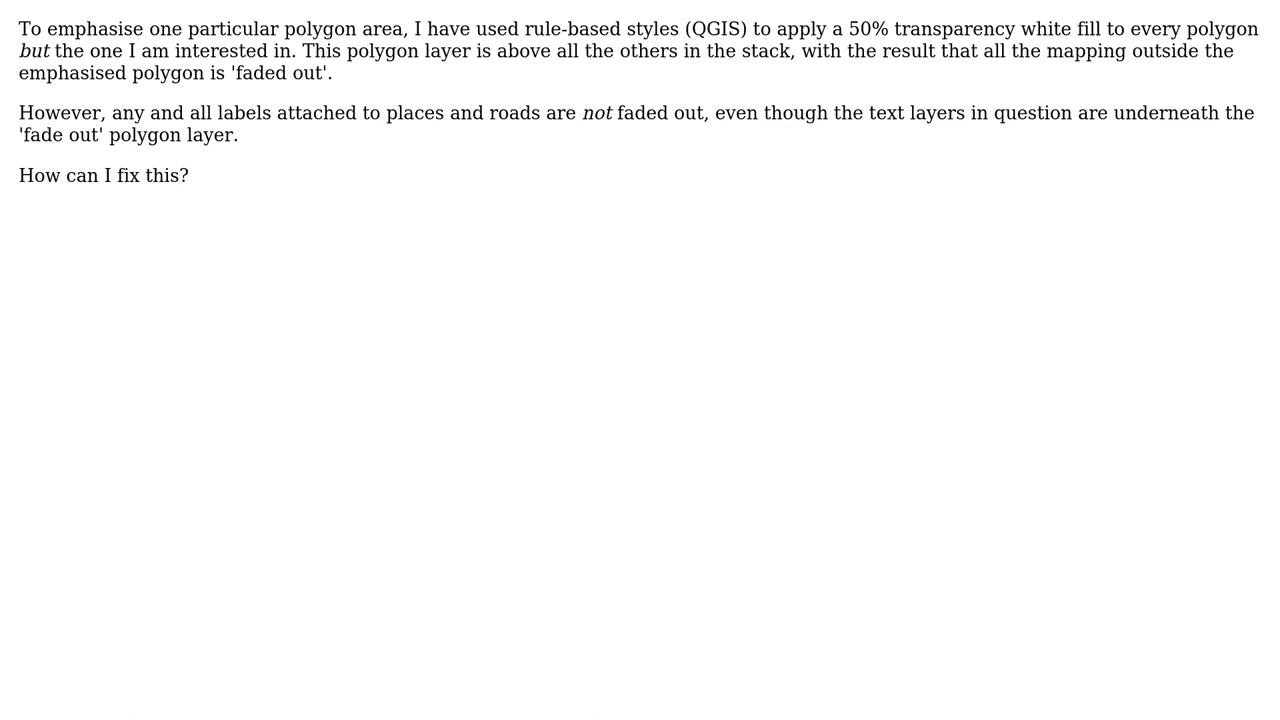 To emphasise one particular polygon area, I have used rule-based styles (QGIS) to apply a 50% transparency white fill to every polygon
but the one I am interested in. This polygon layer is above all the others in the stack, with the result that all the mapping outside the
emphasised polygon is 'faded out'.
However, any and all labels attached to places and roads are not faded out, even though the text layers in question are underneath the
'fade out' polygon layer.
How can I fix this?